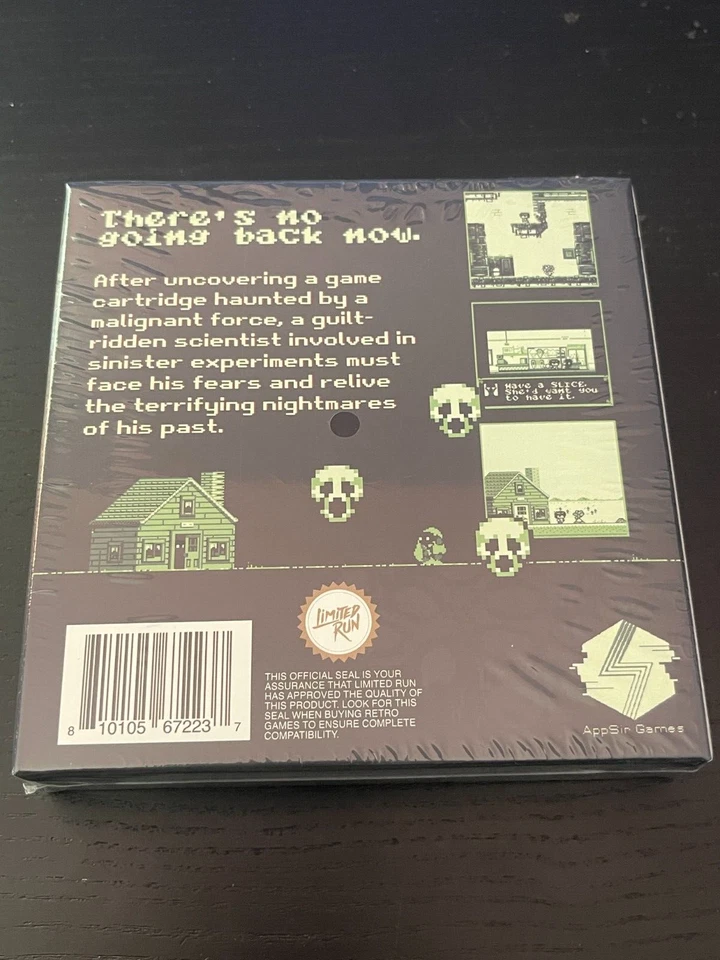 There's no
going back now.
After uncovering a game
cartridge haunted by a
malignant force, a guilt-
ridden scientist involved in
sinister experiments must
face his fears and relive
the terrifying nightmares
of his past.
Have a SLICE.
She'd want you
to have it.
LIMITED
RUN
THIS OFFICIAL SEAL IS YOUR
ASSURANCE THAT LIMITED RUN
HAS APPROVED THE QUALITY OF
THIS PRODUCT. LOOK FOR THIS
SEAL WHEN BUYING RETRO
GAMES TO ENSURE COMPLETE
COMPATIBILITY.
8 10105 67223 7
AppSir Games